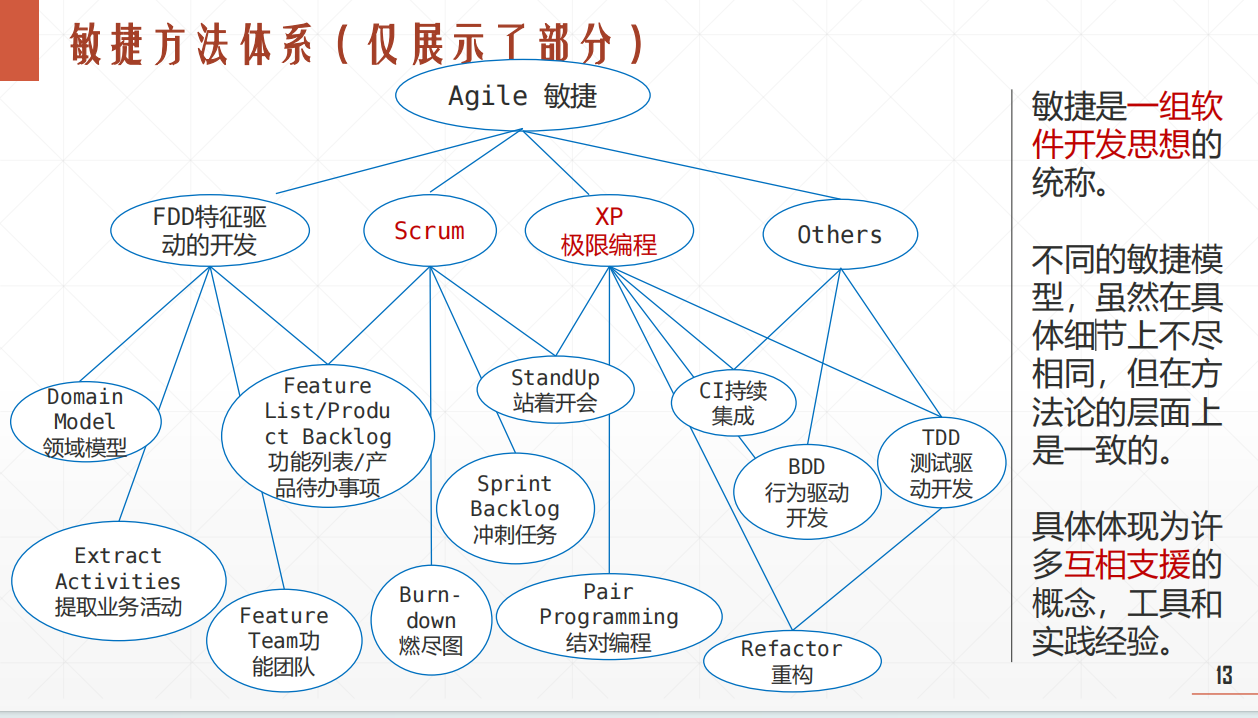 敏捷方法体系（仅展示了部分）
Agile 敏捷
FDD特征驱
动的开发
Scrum
XP
极限编程
Others
Domain
Model
领域模型
Feature
List/Produ
ct Backlog
功能列表/产
品待办事项
StandUp
站着开会
CI持续
集成
TDD
测试驱
动开发
BDD
行为驱动
开发
Sprint
Backlog
冲刺任务
Extract
Activities
提取业务活动
Feature
Team功
能团队
Burn-
down
燃尽图
Pair
Programming
结对编程
Refactor
重构
敏捷是一组软
件开发思想的
统称。
不同的敏捷模
型，虽然在具
体细节上不尽
相同，但在方
法论的层面上
是一致的。
具体体现为许
多互相支援的
概念，工具和
实践经验。
13